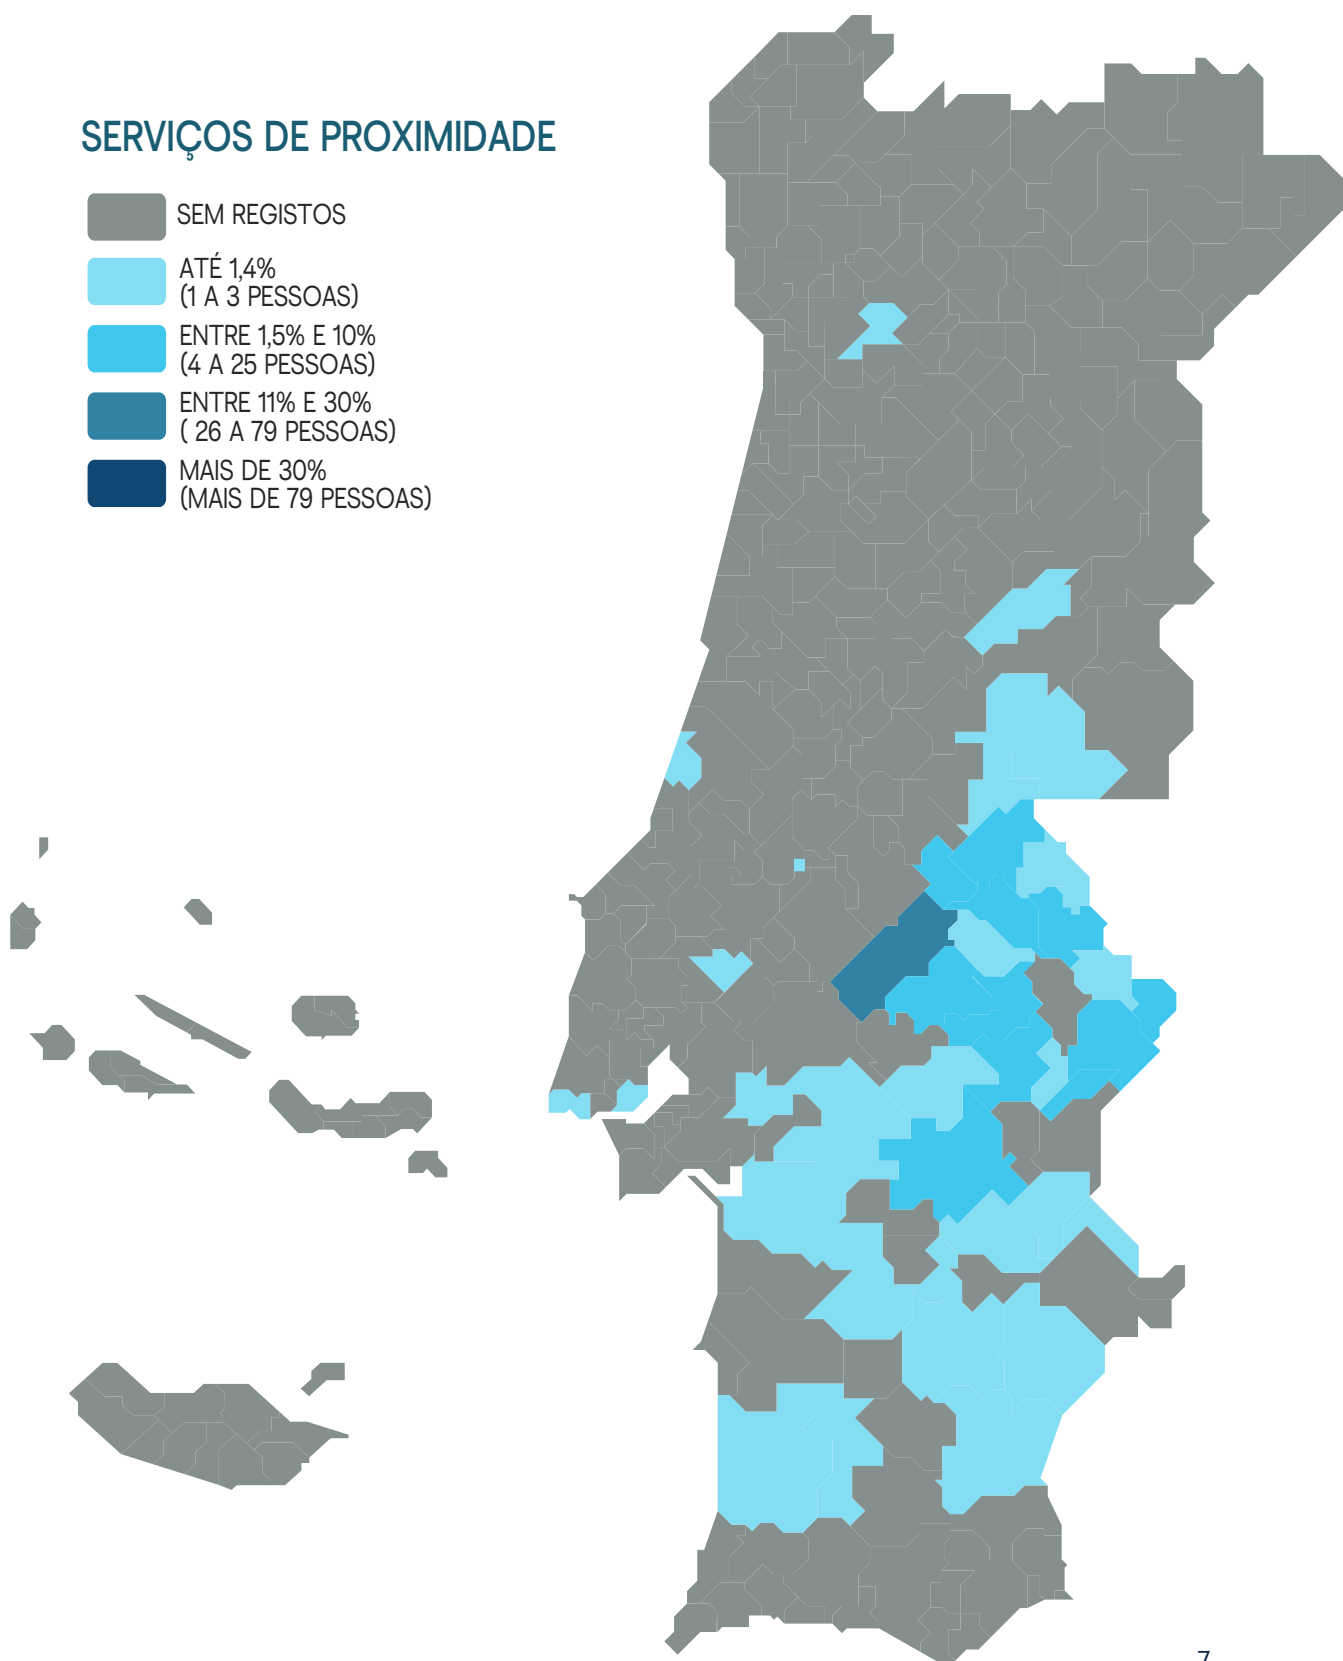 SERVIÇOS DE PROXIMIDADE
SEM REGISTOS
ATÉ 1,4%
(1 A 3 PESSOAS)
ENTRE 1,5% E 10%
(4 A 25 PESSOAS)
ENTRE 11% E 30%
( 26 A 79 PESSOAS)
MAIS DE 30%
(MAIS DE 79 PESSOAS)
7